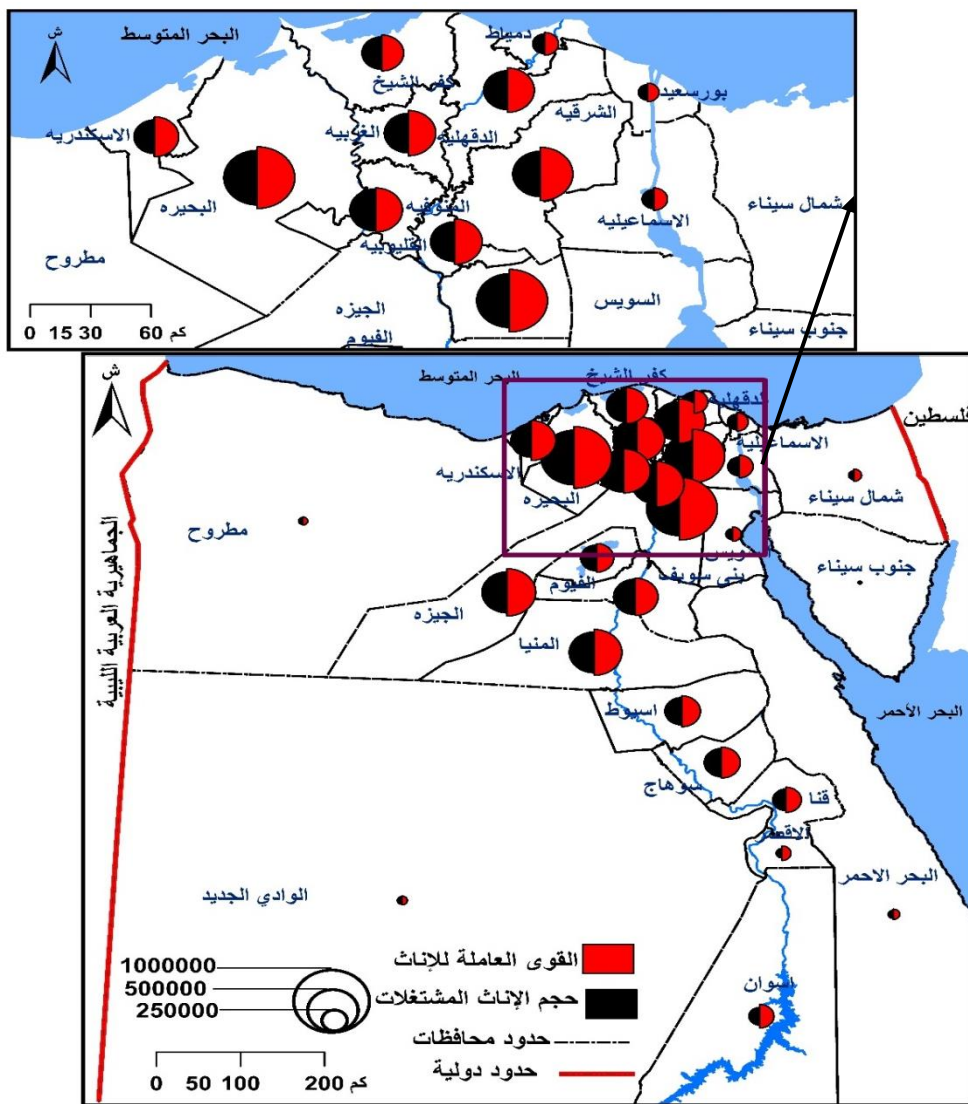 ش
البحر المتوسط
دمياط
كفر الشيخ
بورسعيد
الشرقيه
الاسكندريه
الغربيه
الدقهليه
البحيره
المنوفيه
شمال سيناء
الاسماعيليه
القليوبيه
مطروح
السويس
الجيزه
الفيوم
جنوب سيناء
0 15 30 60 كم
ش
البحر المتوسط
كفر الشيخ
الدقهليه
فلسطين
الاسماعيليه
الاسكندريه
البحيره
شمال سيناء
مطروح
الجماهيرية العربية الليبية
جنوب سيناء
بنى سويف
الفيوم
الجيزه
المنيا
البحر الأحمر
اسيوط
سوهاج
قنا
الاقصر
الوادي الجديد
البحر الاحمر
اسوان
القوى العاملة للإناث
حجم الإناث المشتغلات
حدود محافظات
حدود دولية
1000000
500000
250000
0 50 100 200 كم